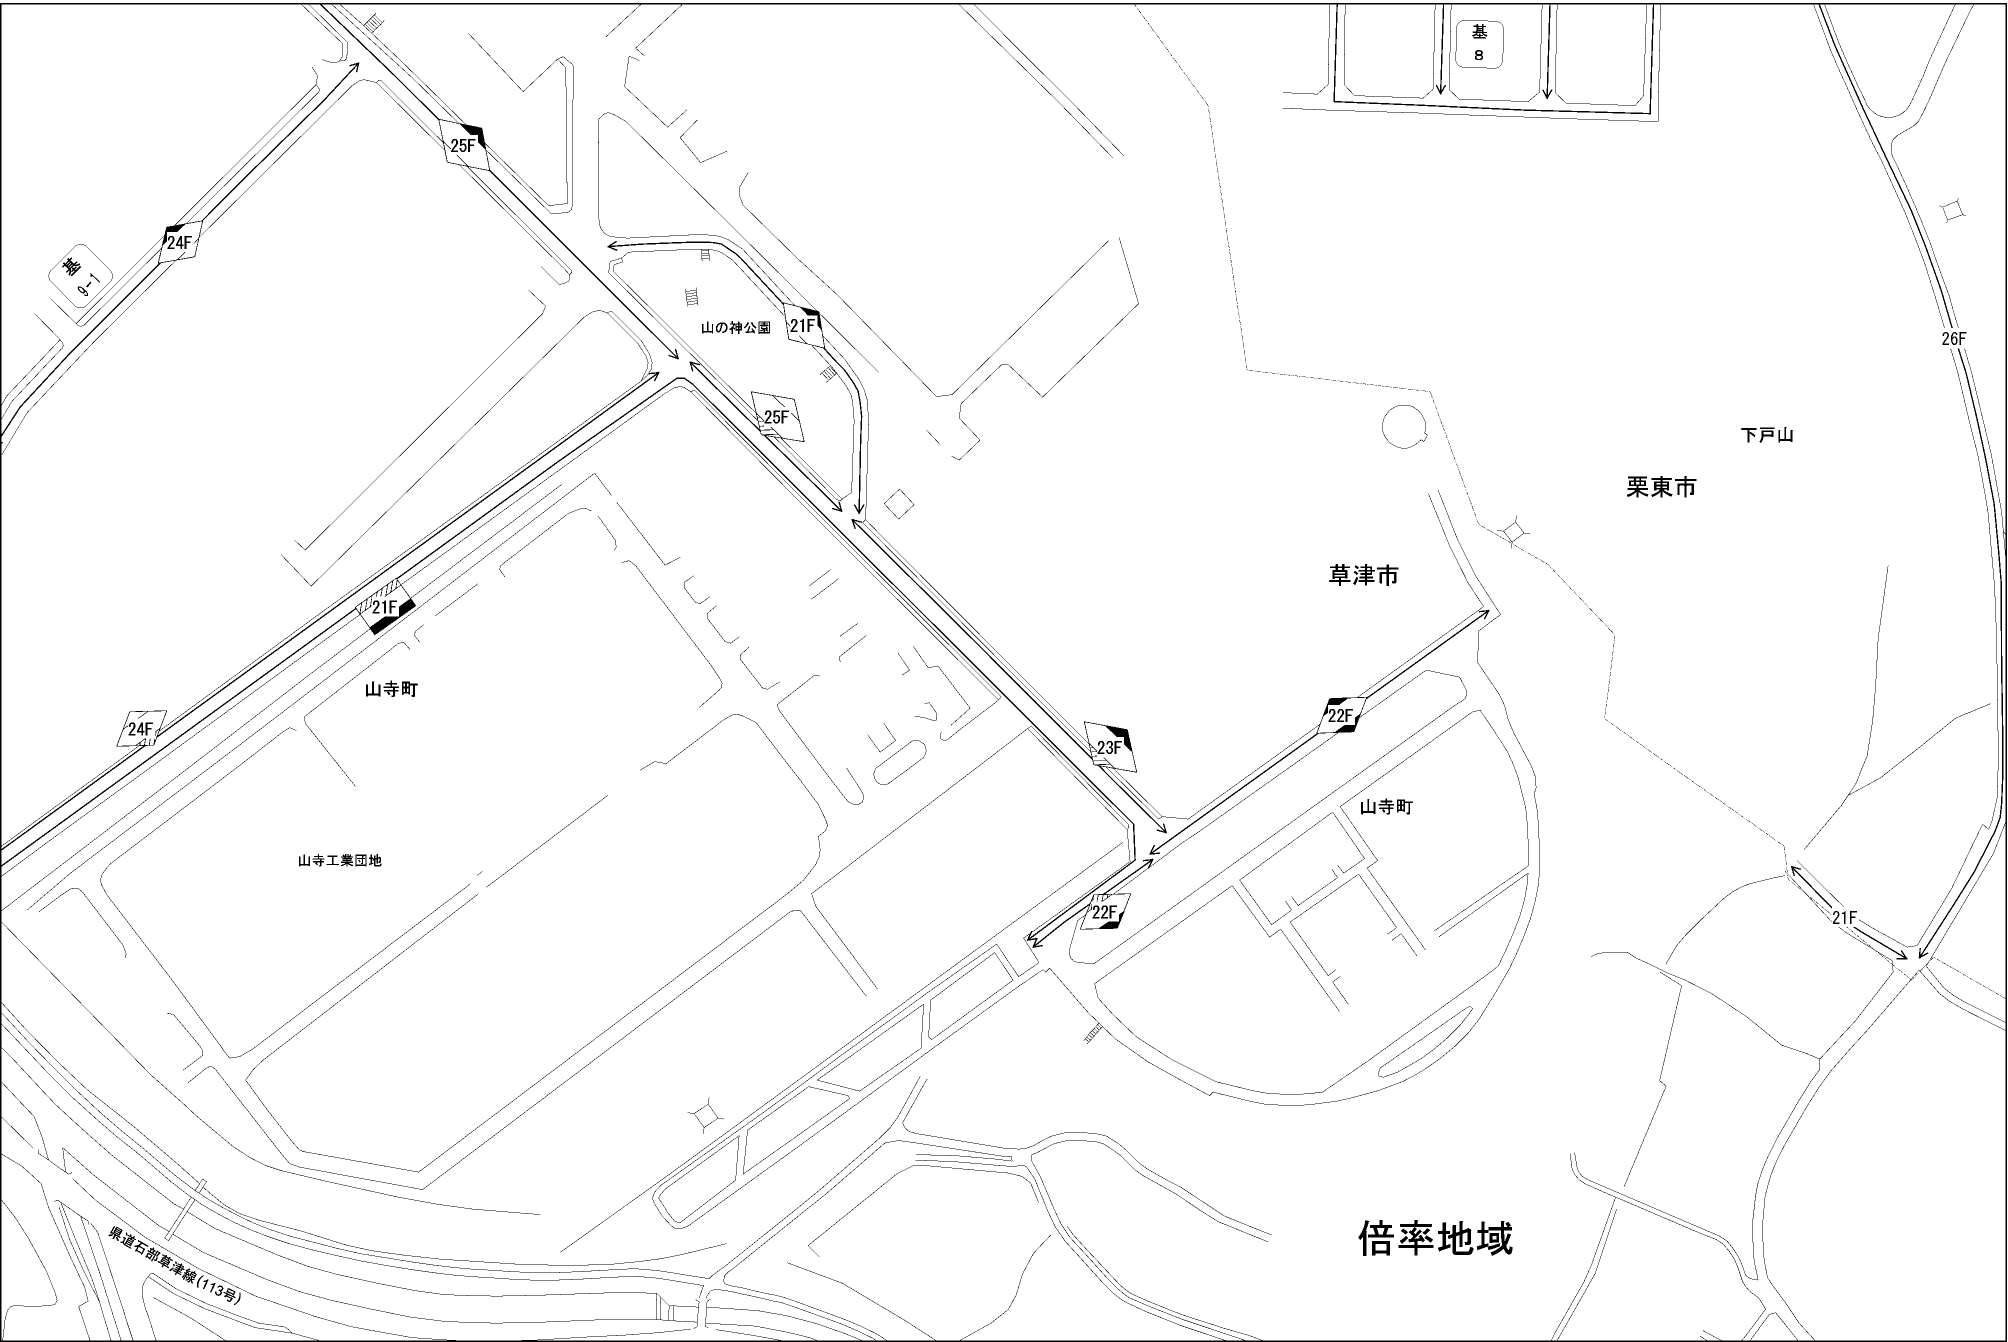 基
8
25F
24F
基
9-1
山の神公園
21F
26F
25F
下戸山
栗東市
草津市
21F
山寺町
24F
22F
23F
山寺町
山寺工業団地
22F
21F
倍率地域
県道石部草津線(113号)